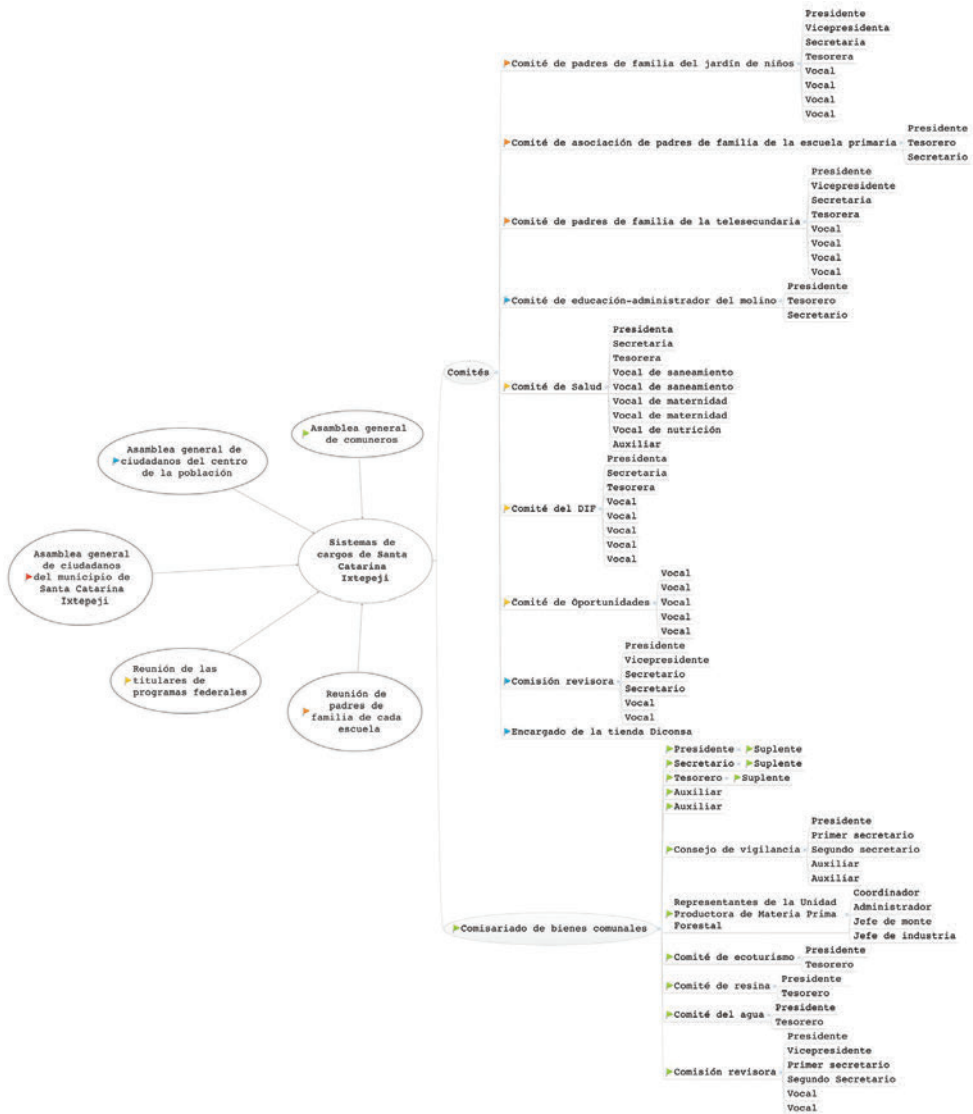 Presidente
Vicepresidenta
Secretaria
Tesorera
Vocal
Vocal
Vocal
Vocal
Comité de padres de familia del jardín de niños
Presidente
Tesorero
Secretario
Comité de asociación de padres de familia de la escuela primaria
Presidente
Vicepresidente
Secretaria
Tesorera
Vocal
Vocal
Vocal
Vocal
Comité de padres de familia de la telesecundaria
Presidente
Tesorero
Secretario
Comité de educación-administrador del molino
Presidenta
Secretaria
Tesorera
Vocal de saneamiento
Vocal de saneamiento
Vocal de maternidad
Vocal de maternidad
Vocal de nutrición
Auxiliar
Comité de Salud
Comités
Presidenta
Secretaria
Tesorera
Vocal
Vocal
Vocal
Vocal
Vocal
Comité del DIF
Vocal
Vocal
Vocal
Vocal
Vocal
Comité de Oportunidades
Presidente
Vicepresidente
Secretario
Secretario
Vocal
Vocal
Comisión revisora
Encargado de la tienda Diconsa
Asamblea general
de comuneros
Asamblea general de
ciudadanos del centro
de la población
Sistemas de
cargos de Santa
Catarina
Ixtepeji
Asamblea general
de ciudadanos
del municipio de
Santa Catarina
Ixtepeji
Reunión de las
titulares de
programas federales
Reunión de
padres de
familia de cada
escuela
Presidente
Suplente
Secretario
Suplente
Tesorero
Suplente
Auxiliar
Auxiliar
Presidente
Primer secretario
Segundo secretario
Auxiliar
Auxiliar
Consejo de vigilancia
Coordinador
Administrador
Jefe de monte
Jefe de industria
Representantes de la Unidad
Productora de Materia Prima
Forestal
Comisariado de bienes comunales
Presidente
Tesorero
Comité de ecoturismo
Presidente
Tesorero
Comité de resina
Presidente
Tesorero
Comité del agua
Presidente
Vicepresidente
Primer secretario
Segundo Secretario
Vocal
Vocal
Comisión revisora